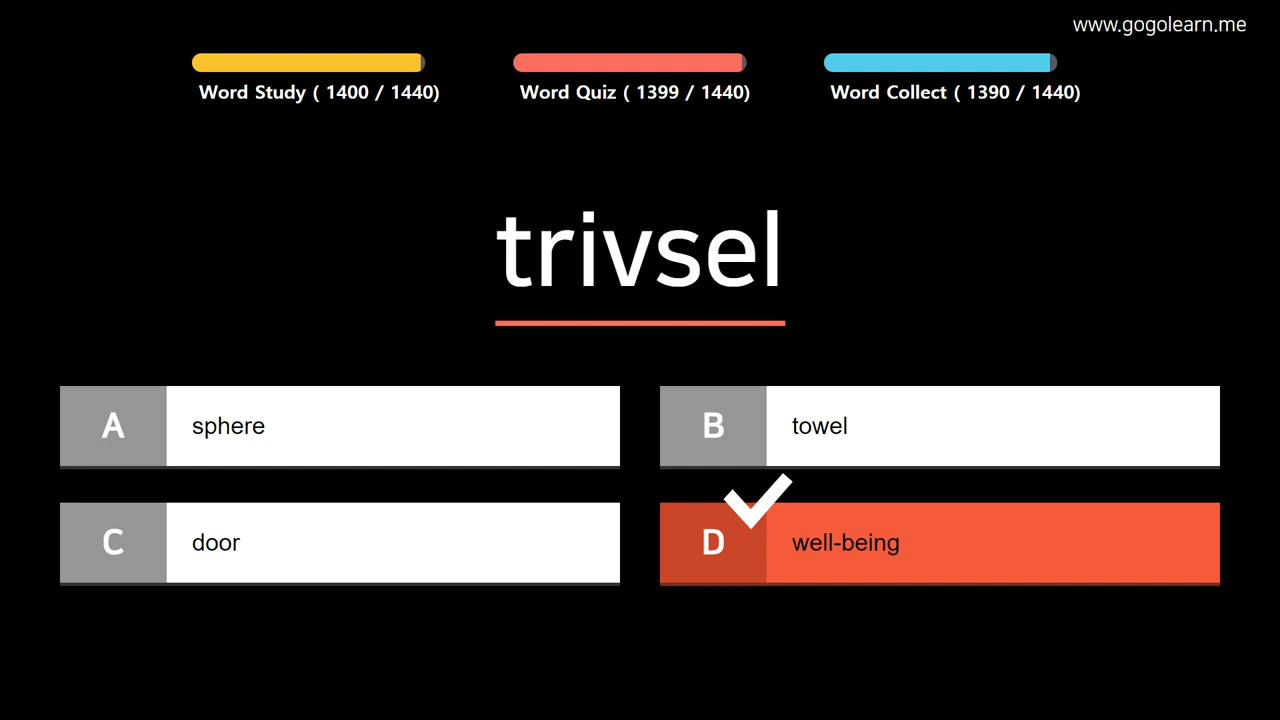 www.gogolearn.me
Word Study ( 1400 / 1440)
Word Quiz ( 1399 / 1440)
Word Collect ( 1390 / 1440)
trivsel
A sphere
B towel
C door
D well-being